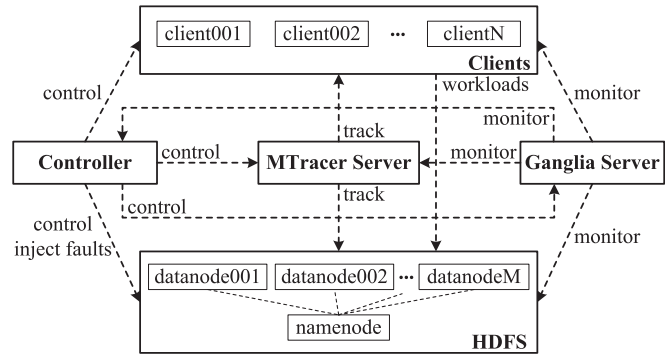 client001 client002 ... clientN
Clients
control
workloads
monitor
monitor
track
Controller
control
MTracer Server
monitor
Ganglia Server
track
control
control
inject faults
monitor
datanode001 datanode002 ... datanodeM
namenode
HDFS